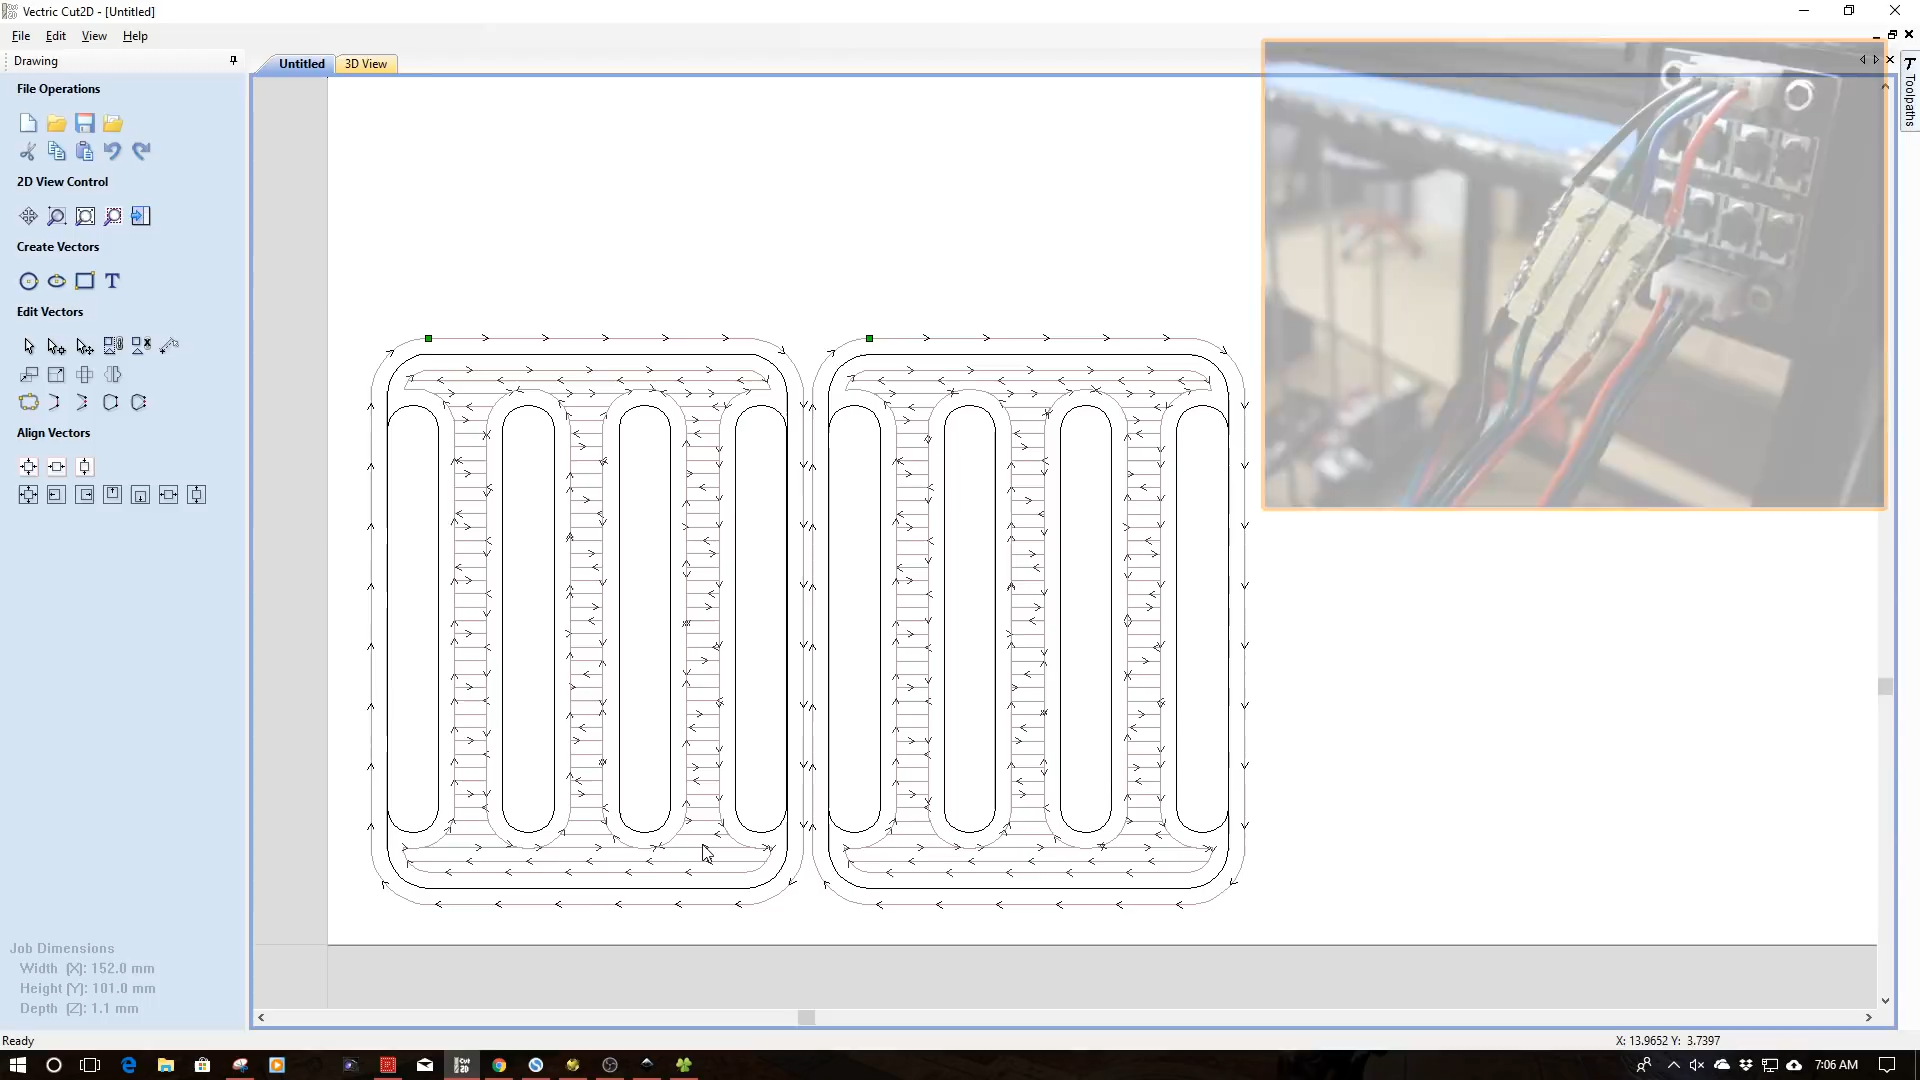 Vectric Cut2D - [Untitled]
File Edit View Help
Drawing
Untitled 3D View
Toolpaths
File Operations
2D View Control
Create Vectors
T
Edit Vectors
Align Vectors
Job Dimensions
Width (X): 152.0 mm
Height (Y): 101.0 mm
Depth (Z): 1.1 mm
Ready
X: 13.9652 Y: 3.7397
Cut 2D
7:06 AM